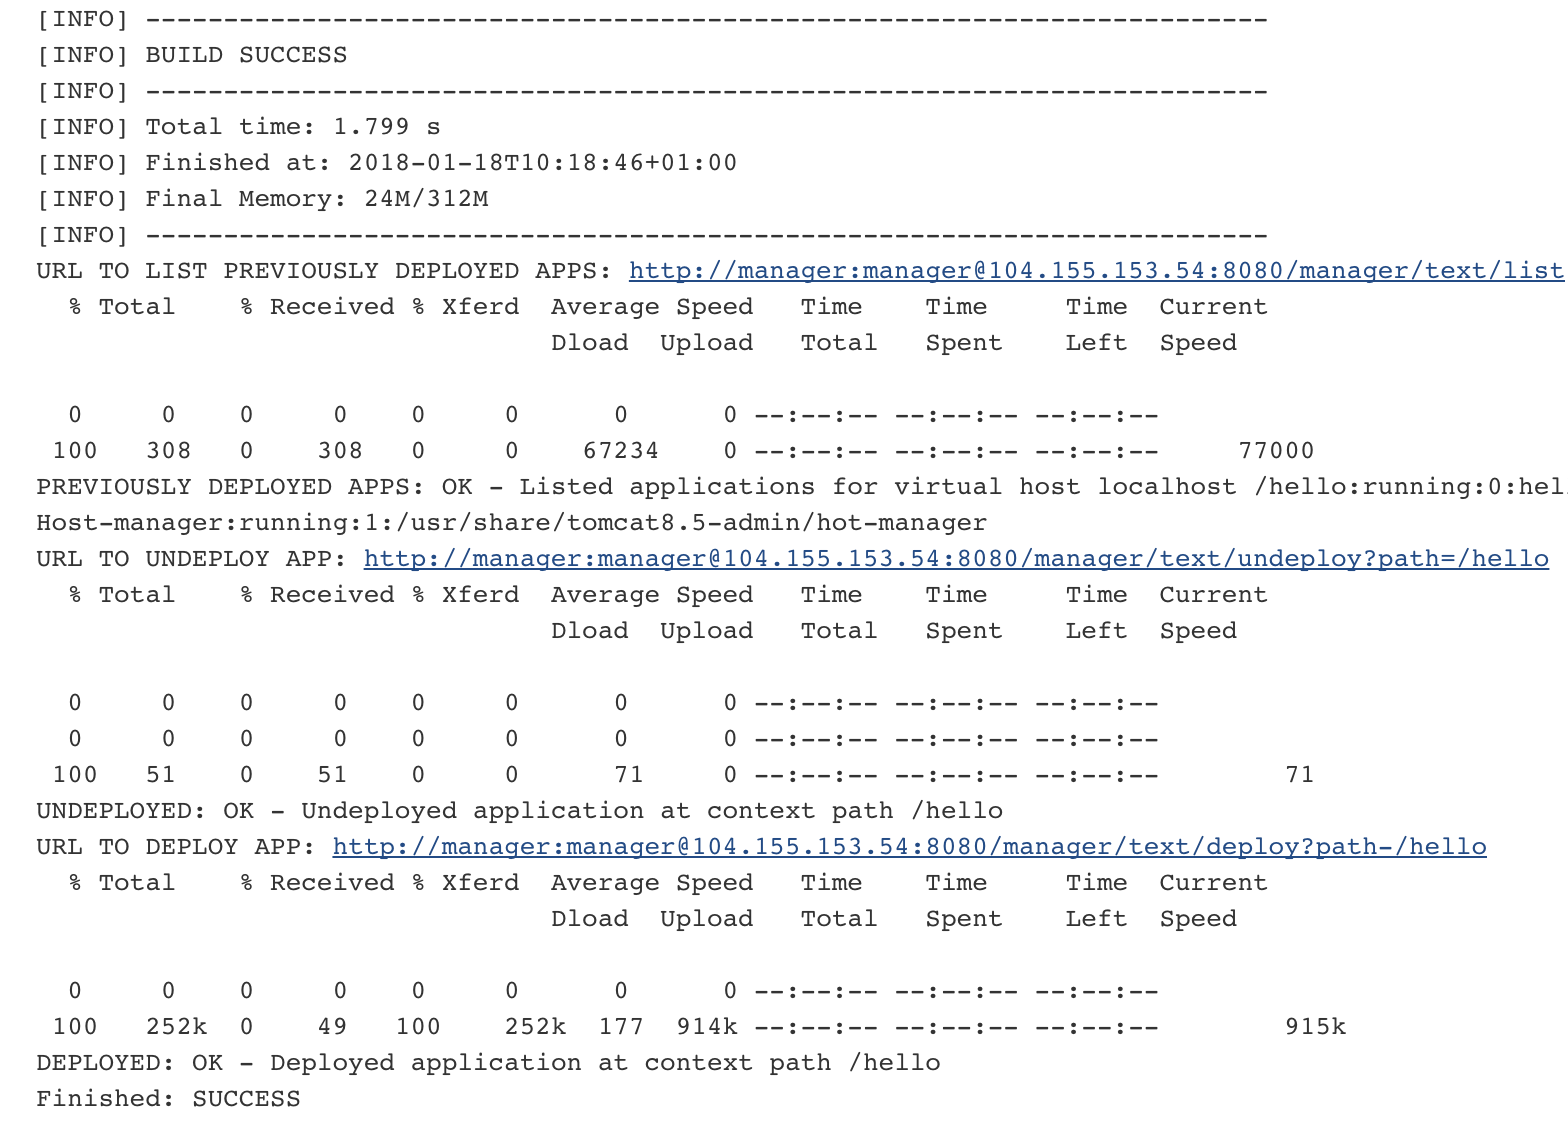 [INFO] ------------------------------------------------------------------------
[INFO] BUILD SUCCESS
[INFO] ------------------------------------------------------------------------
[INFO] Total time: 1.799 s
[INFO] Finished at: 2018-01-18T10:18:46+01:00
[INFO] Final Memory: 24M/312M
[INFO] ------------------------------------------------------------------------
URL TO LIST PREVIOUSLY DEPLOYED APPS: http://manager:manager@104.155.153.54:8080/manager/text/list
% Total % Received % Xferd Average Speed Time Time Time Current
Dload Upload Total Spent Left Speed
0 0 0 0 0 0 0 0 --:--:-- --:--:-- --:--:--
100 308 0 308 0 0 67234 0 --:--:-- --:--:-- --:--:-- 77000
PREVIOUSLY DEPLOYED APPS: OK - Listed applications for virtual host localhost /hello:running:0:hel
Host-manager:running:1:/usr/share/tomcat8.5-admin/hot-manager
URL TO UNDEPLOY APP: http://manager:manager@104.155.153.54:8080/manager/text/undeploy?path=/hello
% Total % Received % Xferd Average Speed Time Time Time Current
Dload Upload Total Spent Left Speed
0 0 0 0 0 0 0 0 --:--:-- --:--:-- --:--:--
0 0 0 0 0 0 0 0 --:--:-- --:--:-- --:--:--
100 51 0 51 0 0 71 0 --:--:-- --:--:-- --:--:-- 71
UNDEPLOYED: OK - Undeployed application at context path /hello
URL TO DEPLOY APP: http://manager:manager@104.155.153.54:8080/manager/text/deploy?path-/hello
% Total % Received % Xferd Average Speed Time Time Time Current
Dload Upload Total Spent Left Speed
0 0 0 0 0 0 0 0 --:--:-- --:--:-- --:--:--
100 252k 0 49 100 252k 177 914k --:--:-- --:--:-- --:--:-- 915k
DEPLOYED: OK - Deployed application at context path /hello
Finished: SUCCESS